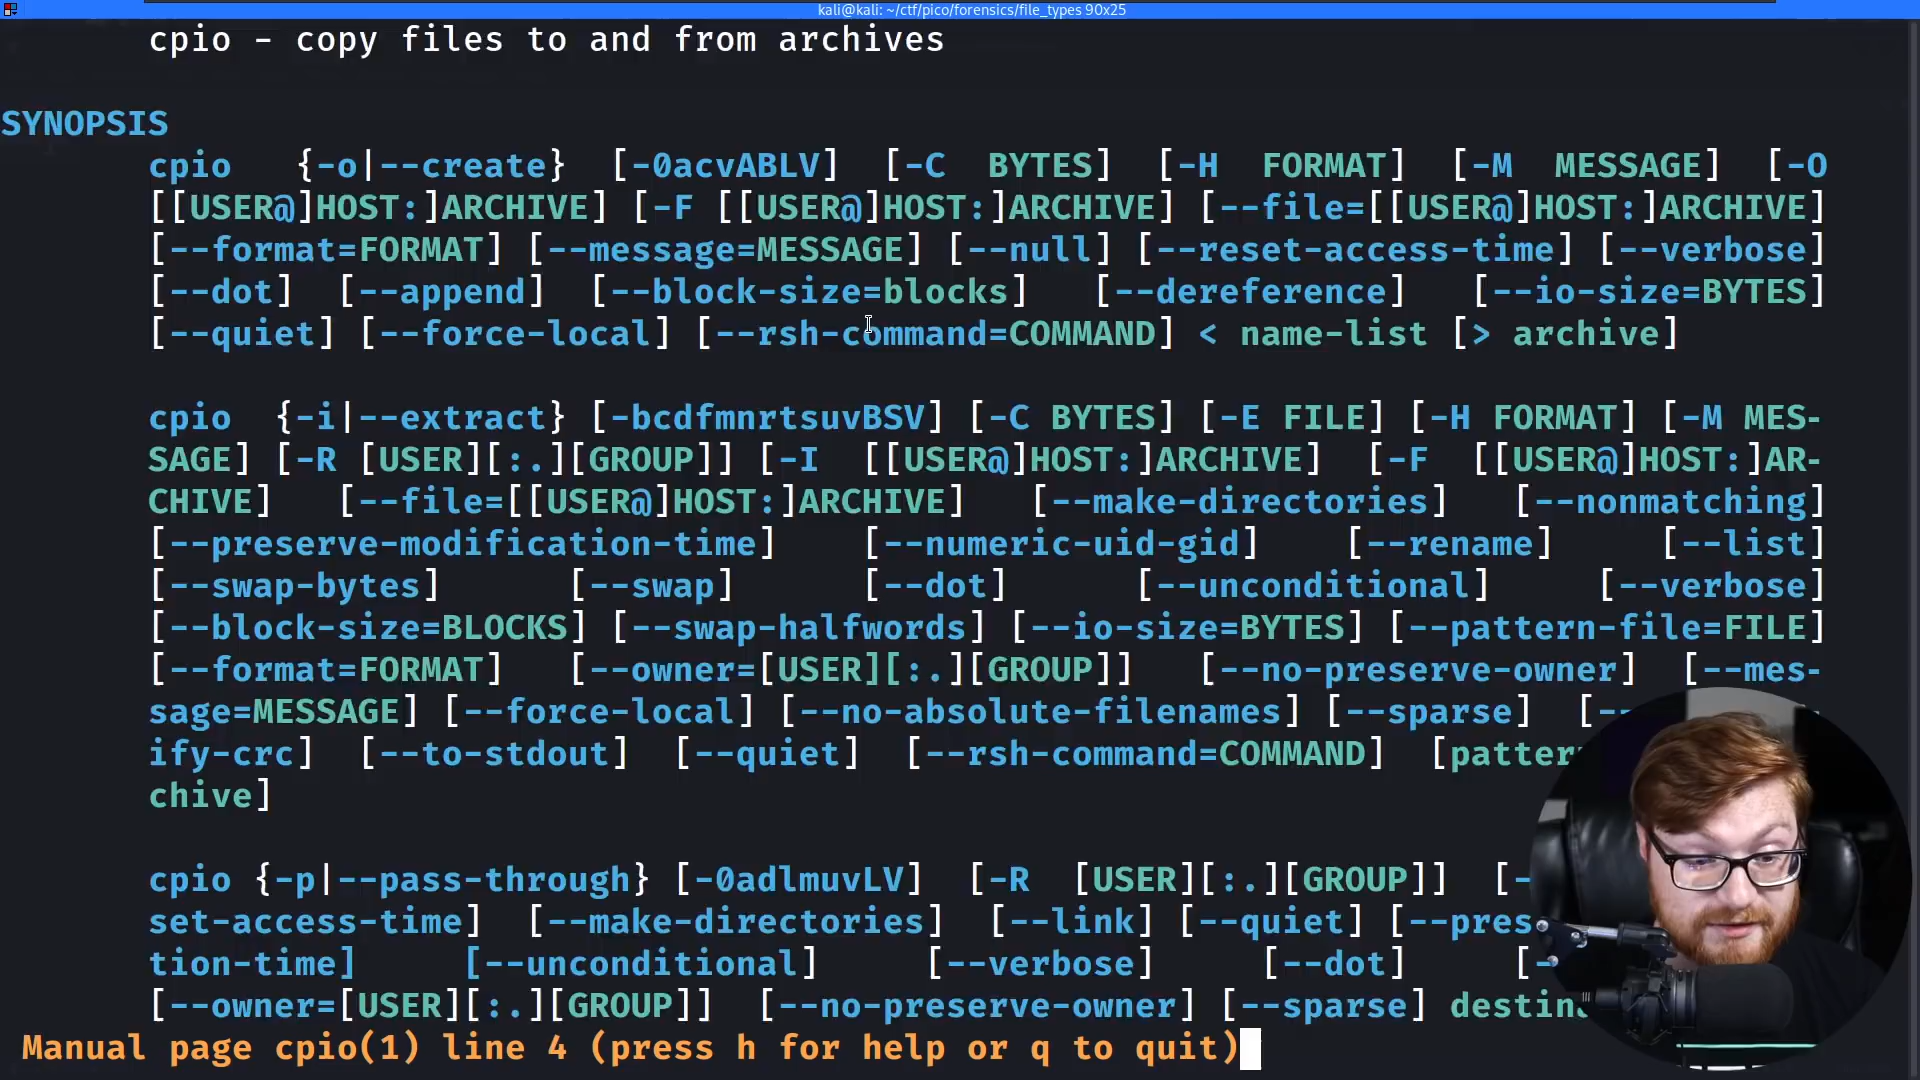 kali@kali: ~/ctf/pico/forensics/file_types 90x25
cpio - copy files to and from archives
SYNOPSIS
cpio {-o|--create} [-0acvABLV] [-C BYTES] [-H FORMAT] [-M MESSAGE] [-O
[[USER@]HOST:]ARCHIVE] [-F [[USER@]HOST:]ARCHIVE] [--file=[[USER@]HOST:]ARCHIVE]
[--format=FORMAT] [--message=MESSAGE] [--null] [--reset-access-time] [--verbose]
[--dot] [--append] [--block-size=blocks] [--dereference] [--io-size=BYTES]
[--quiet] [--force-local] [--rsh-command=COMMAND] < name-list [> archive]
cpio {-i|--extract} [-bcdfmnrtsuvBSV] [-C BYTES] [-E FILE] [-H FORMAT] [-M MES-
SAGE] [-R [USER][:.][GROUP]] [-I [[USER@]HOST:]ARCHIVE] [-F [[USER@]HOST:]AR-
CHIVE] [--file=[[USER@]HOST:]ARCHIVE] [--make-directories] [--nonmatching]
[--preserve-modification-time] [--numeric-uid-gid] [--rename] [--list]
[--swap-bytes] [--swap] [--dot] [--unconditional] [--verbose]
[--block-size=BLOCKS] [--swap-halfwords] [--io-size=BYTES] [--pattern-file=FILE]
[--format=FORMAT] [--owner=[USER][:.][GROUP]] [--no-preserve-owner] [--mes-
sage=MESSAGE] [--force-local] [--no-absolute-filenames] [--sparse] [-
ify-crc] [--to-stdout] [--quiet] [--rsh-command=COMMAND] [patter
chive]
cpio {-p|--pass-through} [-0adlmuvLV] [-R [USER][:.][GROUP]] [-
set-access-time] [--make-directories] [--link] [--quiet] [--pres
tion-time] [--unconditional] [--verbose] [--dot] [-
[--owner=[USER][:.][GROUP]] [--no-preserve-owner] [--sparse] destin
Manual page cpio(1) line 4 (press h for help or q to quit)